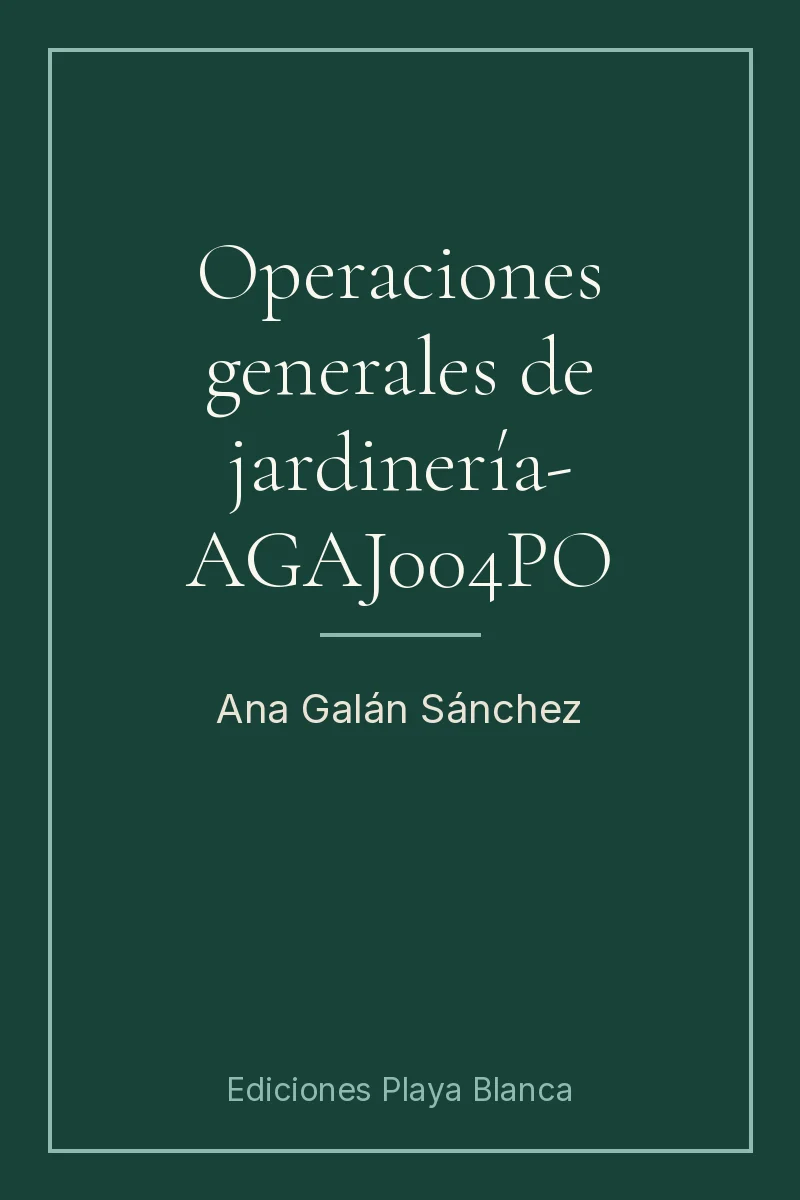 Operaciones
generales de
jardinería-
AGAJ004PO
Ana Galán Sánchez
Ediciones Playa Blanca